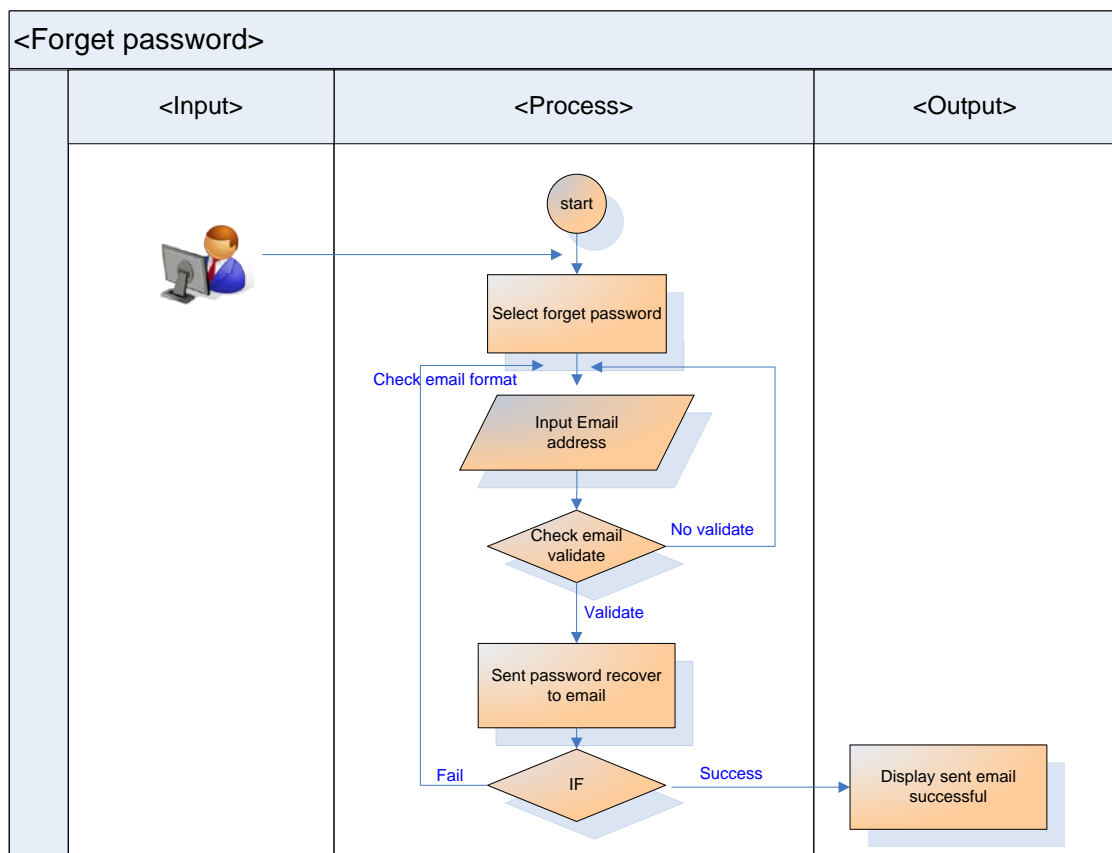 <Forget password>
<Input>
<Process>
<Output>
start
Select forget password
Check email format
Input Email
address
Check email
validate
No validate
Validate
Sent password recover
to email
IF
Fail
Success
Display sent email
successful